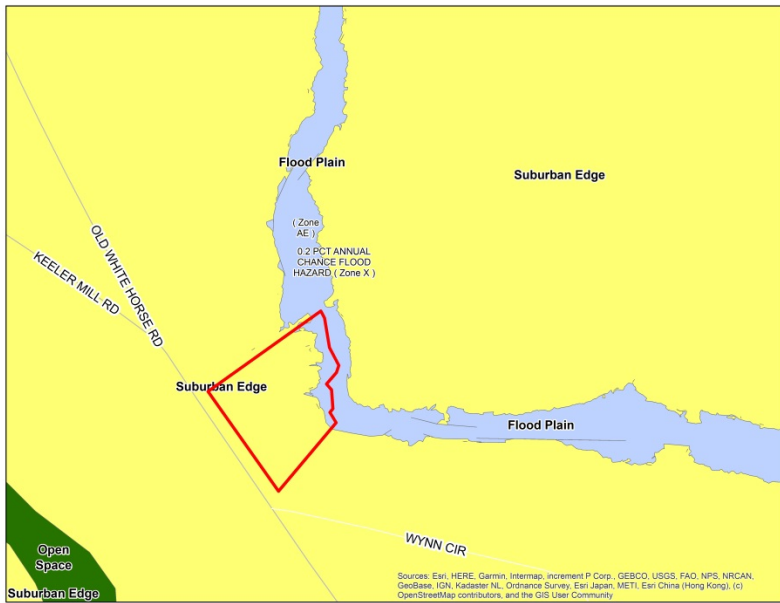 Flood Plain
Suburban Edge
( Zone
AE )
0.2 PCT ANNUAL
CHANCE FLOOD
HAZARD ( Zone X )
OLD WHITE HORSE RD
KEELER MILL RD
Suburban Edge
Flood Plain
WYNN CIR
Open
Space
Suburban Edge
Sources: Esri, HERE, Garmin, Intermap, increment P Corp., GEBCO, USGS, FAO, NPS, NRCAN,
GeoBase, IGN, Kadaster NL, Ordnance Survey, Esri Japan, METI, Esri China (Hong Kong), (c)
OpenStreetMap contributors, and the GIS User Community